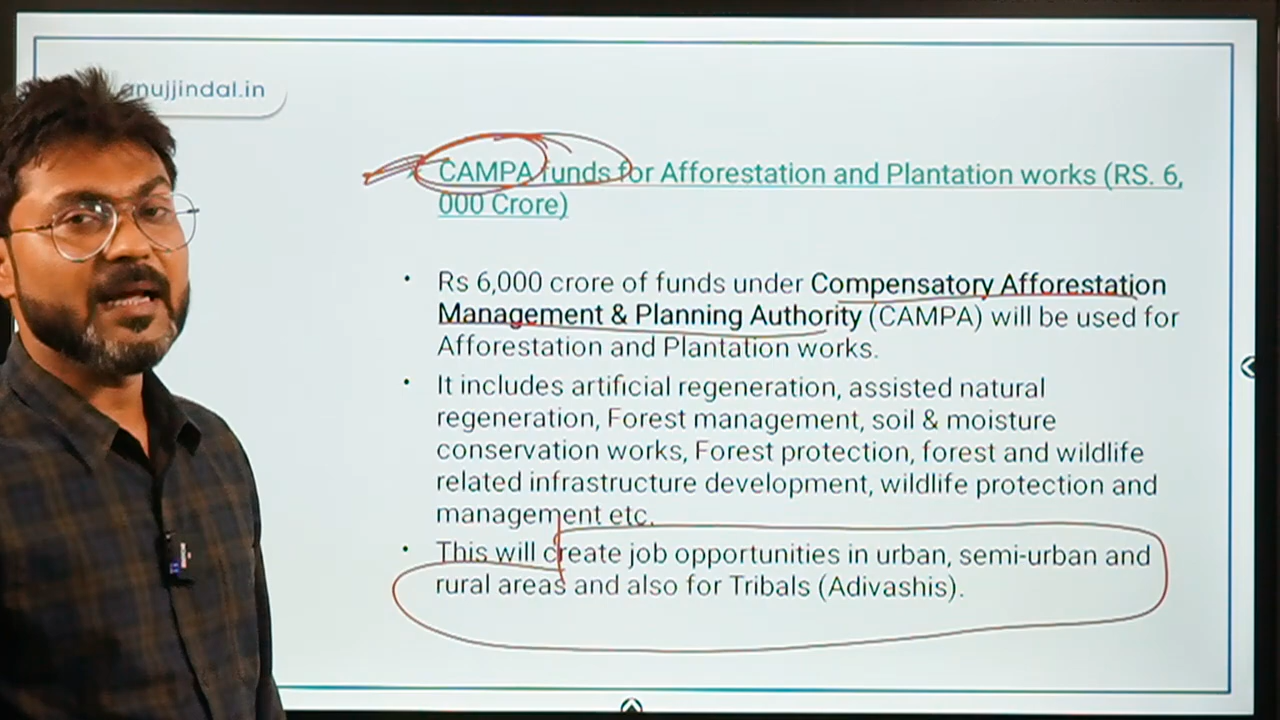 anujjindal.in
CAMPA funds for Afforestation and Plantation works (RS. 6,
000 Crore)
• Rs 6,000 crore of funds under Compensatory Afforestation
Management & Planning Authority (CAMPA) will be used for
Afforestation and Plantation works.
• It includes artificial regeneration, assisted natural
regeneration, Forest management, soil & moisture
conservation works, Forest protection, forest and wildlife
related infrastructure development, wildlife protection and
management etc.
• This will create job opportunities in urban, semi-urban and
rural areas and also for Tribals (Adivashis).